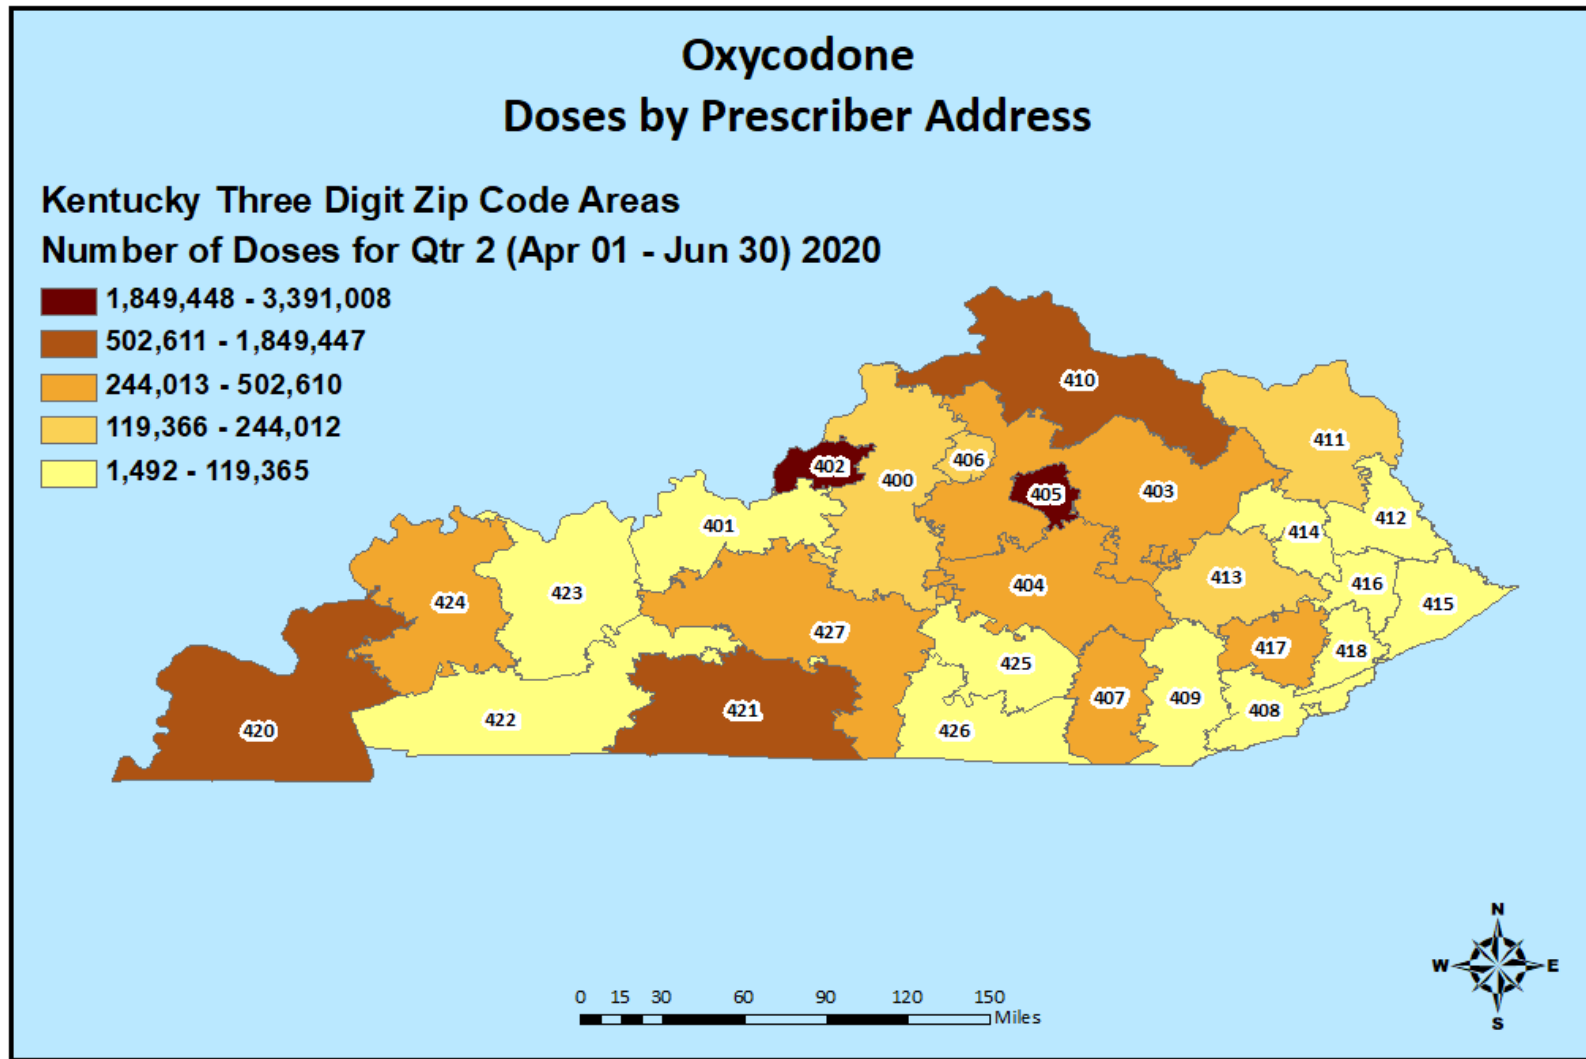 Oxycodone
Doses by Prescriber Address
Kentucky Three Digit Zip Code Areas
Number of Doses for Qtr 2 (Apr 01 - Jun 30) 2020
1,849,448 - 3,391,008
502,611 - 1,849,447
244,013 - 502,610
119,366 - 244,012
1,492 - 119,365
410
411
406
402
400
403
405
401
412
414
413
416
404
423
424
415
427
417
418
425
407
409
408
421
422
426
420
N
W E
S
0 15 30 60 90 120 150
Miles